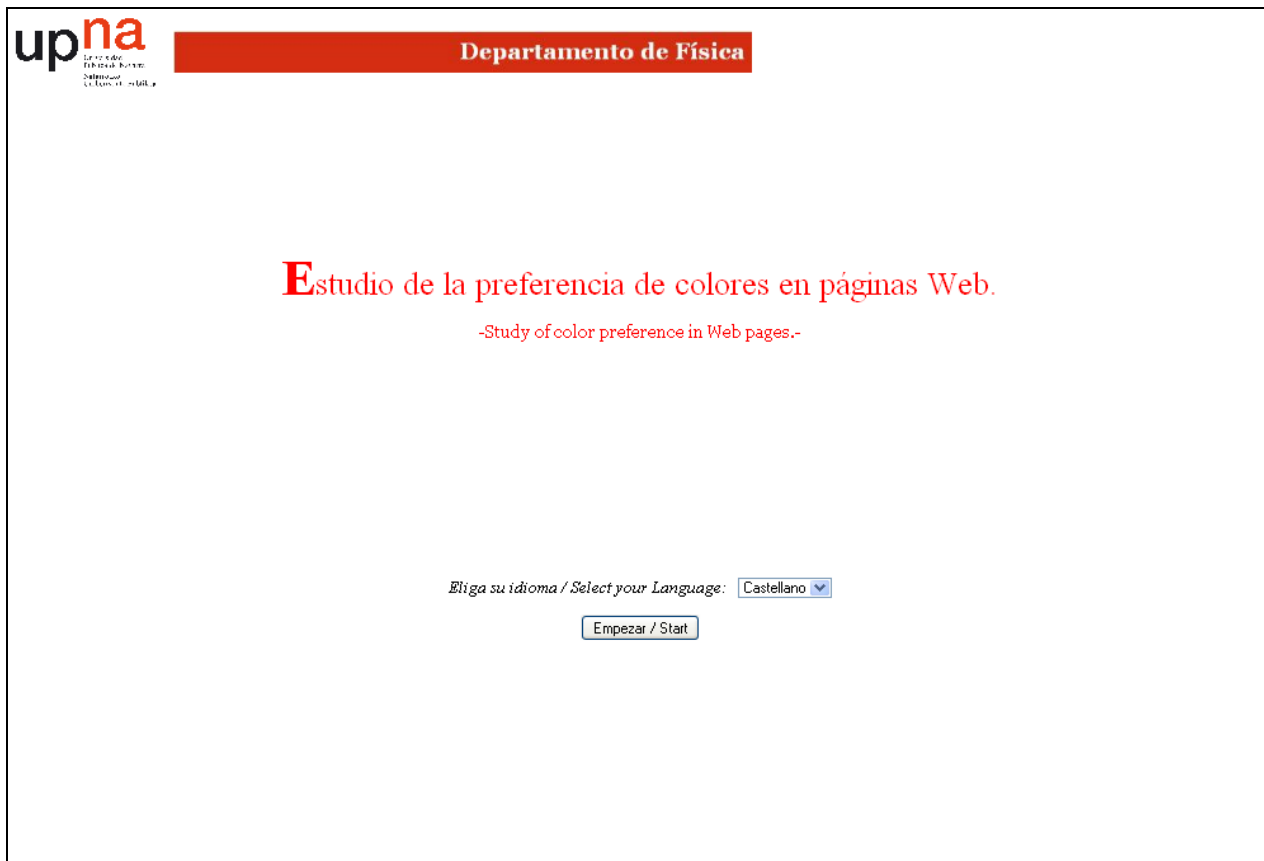 upna
Departamento de Física
Estudio de la preferencia de colores en páginas Web.
-Study of color preference in Web pages.-
Eliga su idioma / Select your Language: Castellano
Empezar / Start